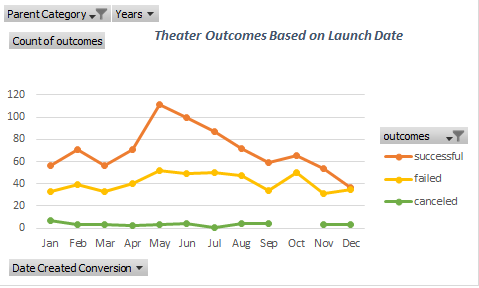 Parent Category Years
Theater Outcomes Based on Launch Date
Count of outcomes
120
100
80
60
40
20
0
Jan Feb Mar Apr May Jun Jul Aug Sep Oct Nov Dec
outcomes
successful
failed
canceled
Date Created Conversion